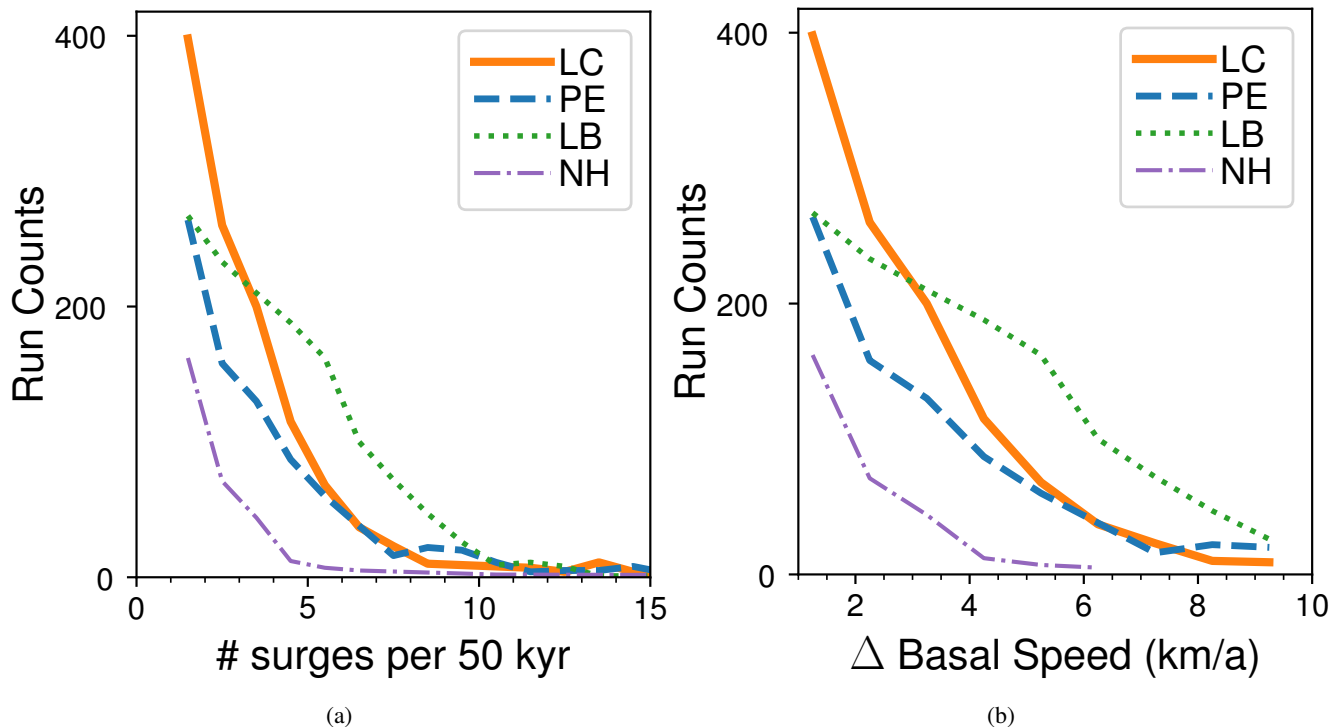 400
200
0
Run Counts
LC
PE
LB
NH
0
5
10
15
# surges per 50 kyr
(a)
400
200
0
Run Counts
LC
PE
LB
NH
2
4
6
8
10
Δ Basal Speed (km/a)
(b)